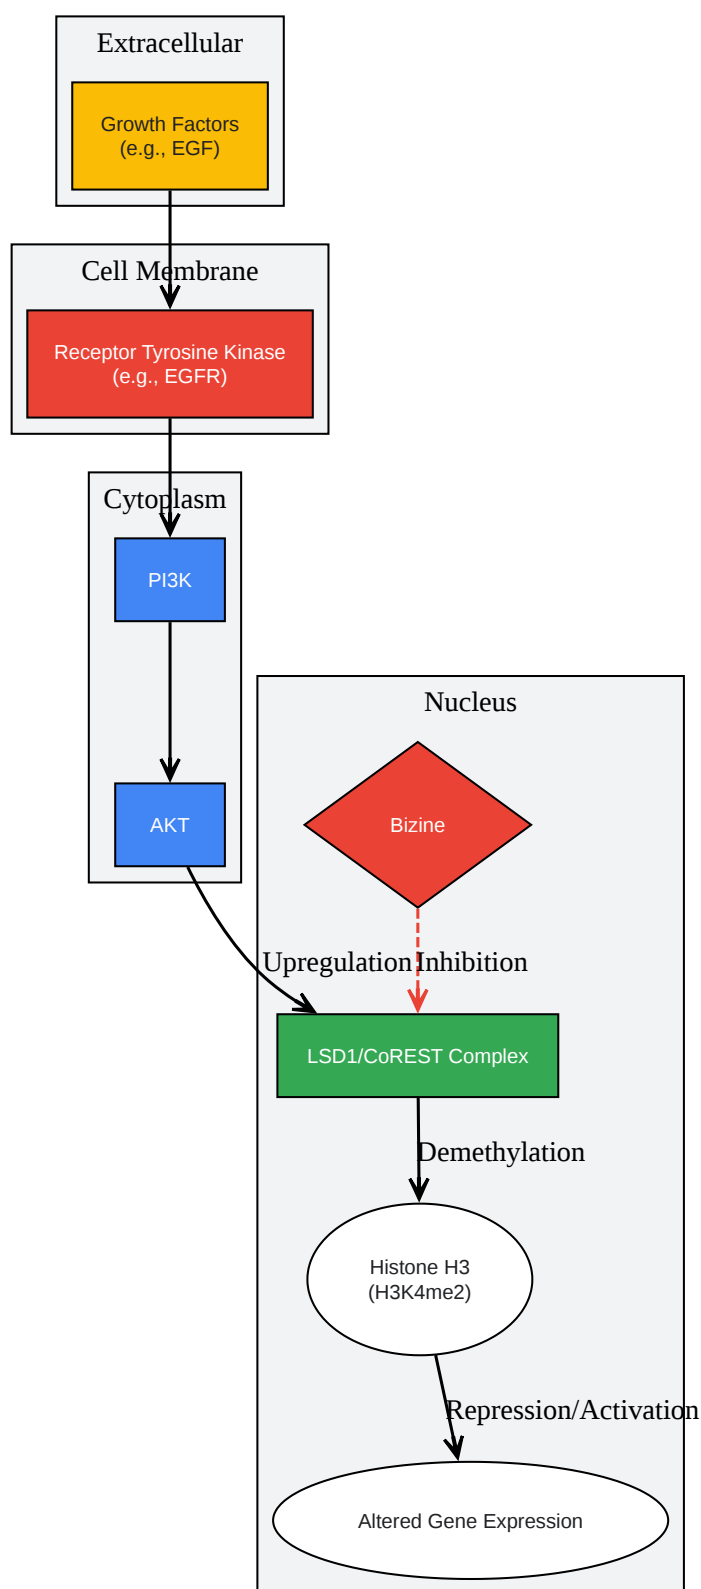 Extracellular
Growth Factors
(e.g., EGF)
Cell Membrane
Receptor Tyrosine Kinase
(e.g., EGFR)
Cytoplasm
PI3K
Nucleus
Bizine
AKT
Upregulation
Inhibition
LSD1/CoREST Complex
Demethylation
Histone H3
(H3K4me2)
Repression/Activation
Altered Gene Expression